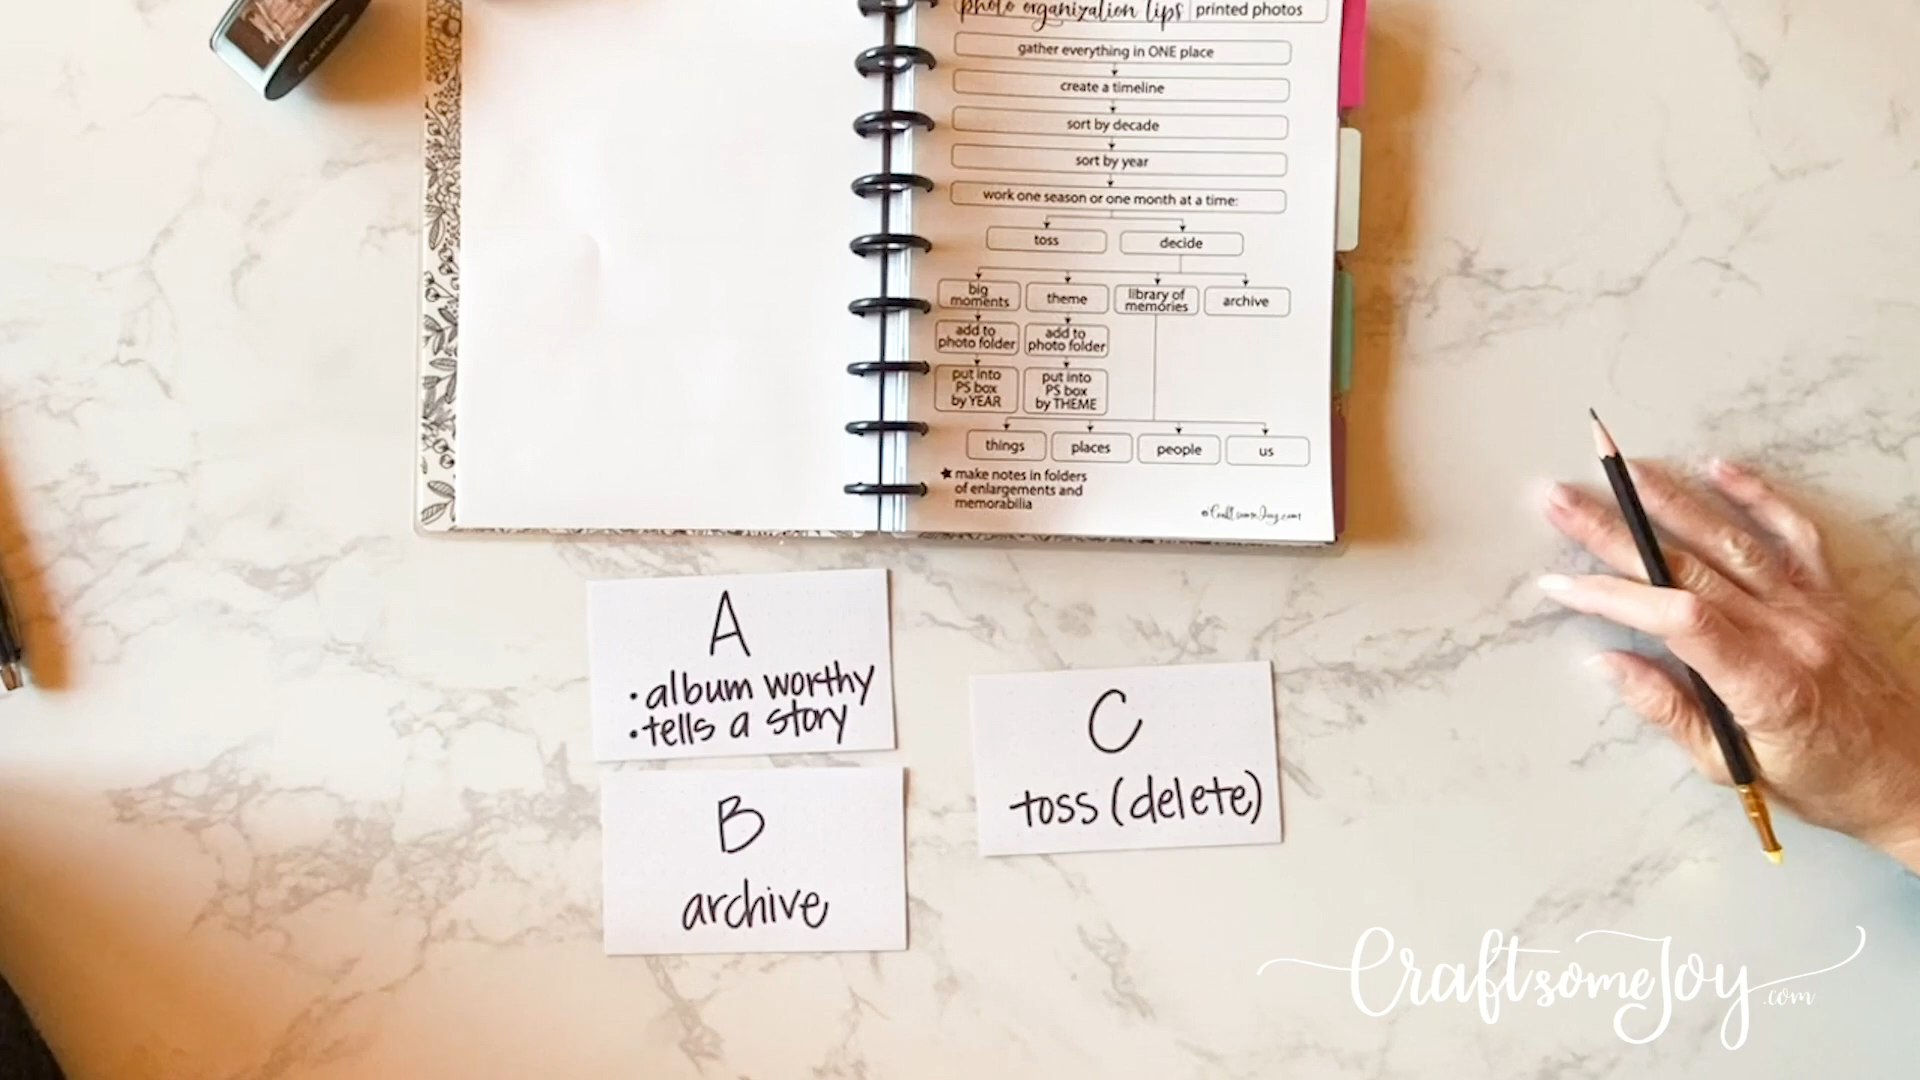 photo organization tips | printed photos
gather everything in ONE place
create a timeline
sort by decade
sort by year
work one season or one month at a time:
toss
decide
big
moments
theme
library of
memories
archive
add to
photo folder
add to
photo folder
put into
PS box
by YEAR
put into
PS box
by THEME
things
places
people
us
★ make notes in folders
of enlargements and
memorabilia
©CraftsomeJoy.com
A
• album worthy
• tells a story
B
archive
C
toss (delete)
CraftsomeJoy.com